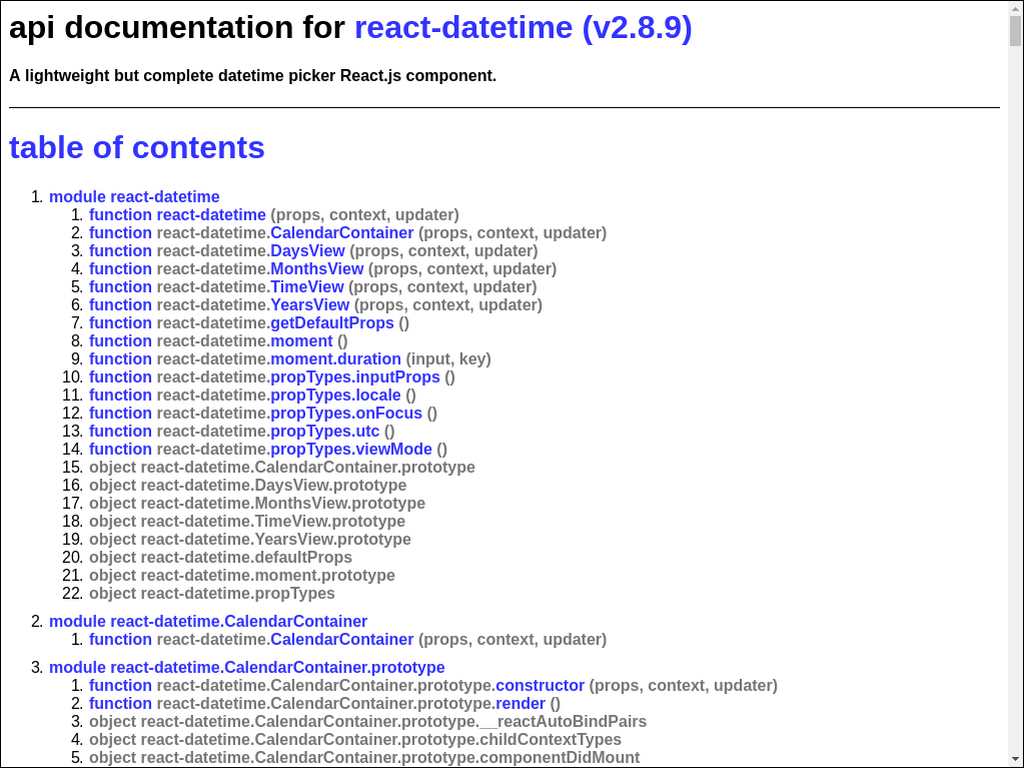 api documentation for react-datetime (v2.8.9)
A lightweight but complete datetime picker React.js component.
table of contents
1. module react-datetime
1. function react-datetime (props, context, updater)
2. function react-datetime.CalendarContainer (props, context, updater)
3. function react-datetime.DaysView (props, context, updater)
4. function react-datetime.MonthsView (props, context, updater)
5. function react-datetime.TimeView (props, context, updater)
6. function react-datetime.YearsView (props, context, updater)
7. function react-datetime.getDefaultProps ()
8. function react-datetime.moment ()
9. function react-datetime.moment.duration (input, key)
10. function react-datetime.propTypes.inputProps ()
11. function react-datetime.propTypes.locale ()
12. function react-datetime.propTypes.onFocus ()
13. function react-datetime.propTypes.utc ()
14. function react-datetime.propTypes.viewMode ()
15. object react-datetime.CalendarContainer.prototype
16. object react-datetime.DaysView.prototype
17. object react-datetime.MonthsView.prototype
18. object react-datetime.TimeView.prototype
19. object react-datetime.YearsView.prototype
20. object react-datetime.defaultProps
21. object react-datetime.moment.prototype
22. object react-datetime.propTypes
2. module react-datetime.CalendarContainer
1. function react-datetime.CalendarContainer (props, context, updater)
3. module react-datetime.CalendarContainer.prototype
1. function react-datetime.CalendarContainer.prototype.constructor (props, context, updater)
2. function react-datetime.CalendarContainer.prototype.render ()
3. object react-datetime.CalendarContainer.prototype.__reactAutoBindPairs
4. object react-datetime.CalendarContainer.prototype.childContextTypes
5. object react-datetime.CalendarContainer.prototype.componentDidMount